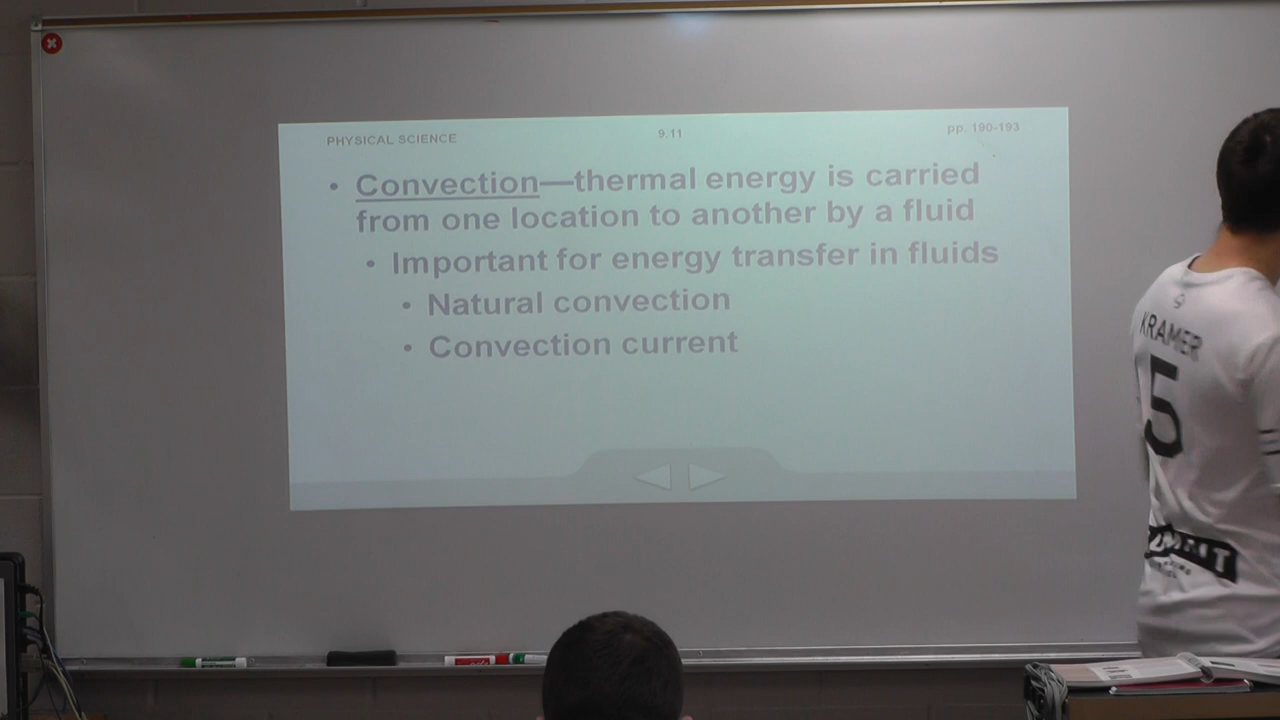 PHYSICAL SCIENCE 9.11 pp. 190-193
• Convection—thermal energy is carried
from one location to another by a fluid
• Important for energy transfer in fluids
• Natural convection
• Convection current
KRAMER
5